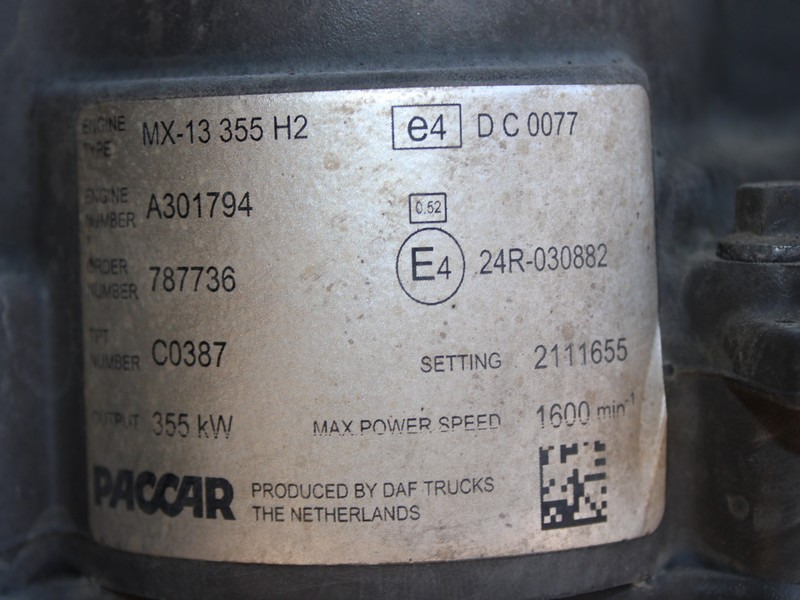 ENGINE TYPE MX-13 355 H2 e4 D C 0077
ENGINE NUMBER A301794 0.52
ORDER NUMBER 787736 E4 24R-030882
TPT NUMBER C0387 SETTING 2111655
OUTPUT 355 kW MAX POWER SPEED 1600 min-1
PACCAR PRODUCED BY DAF TRUCKS
THE NETHERLANDS